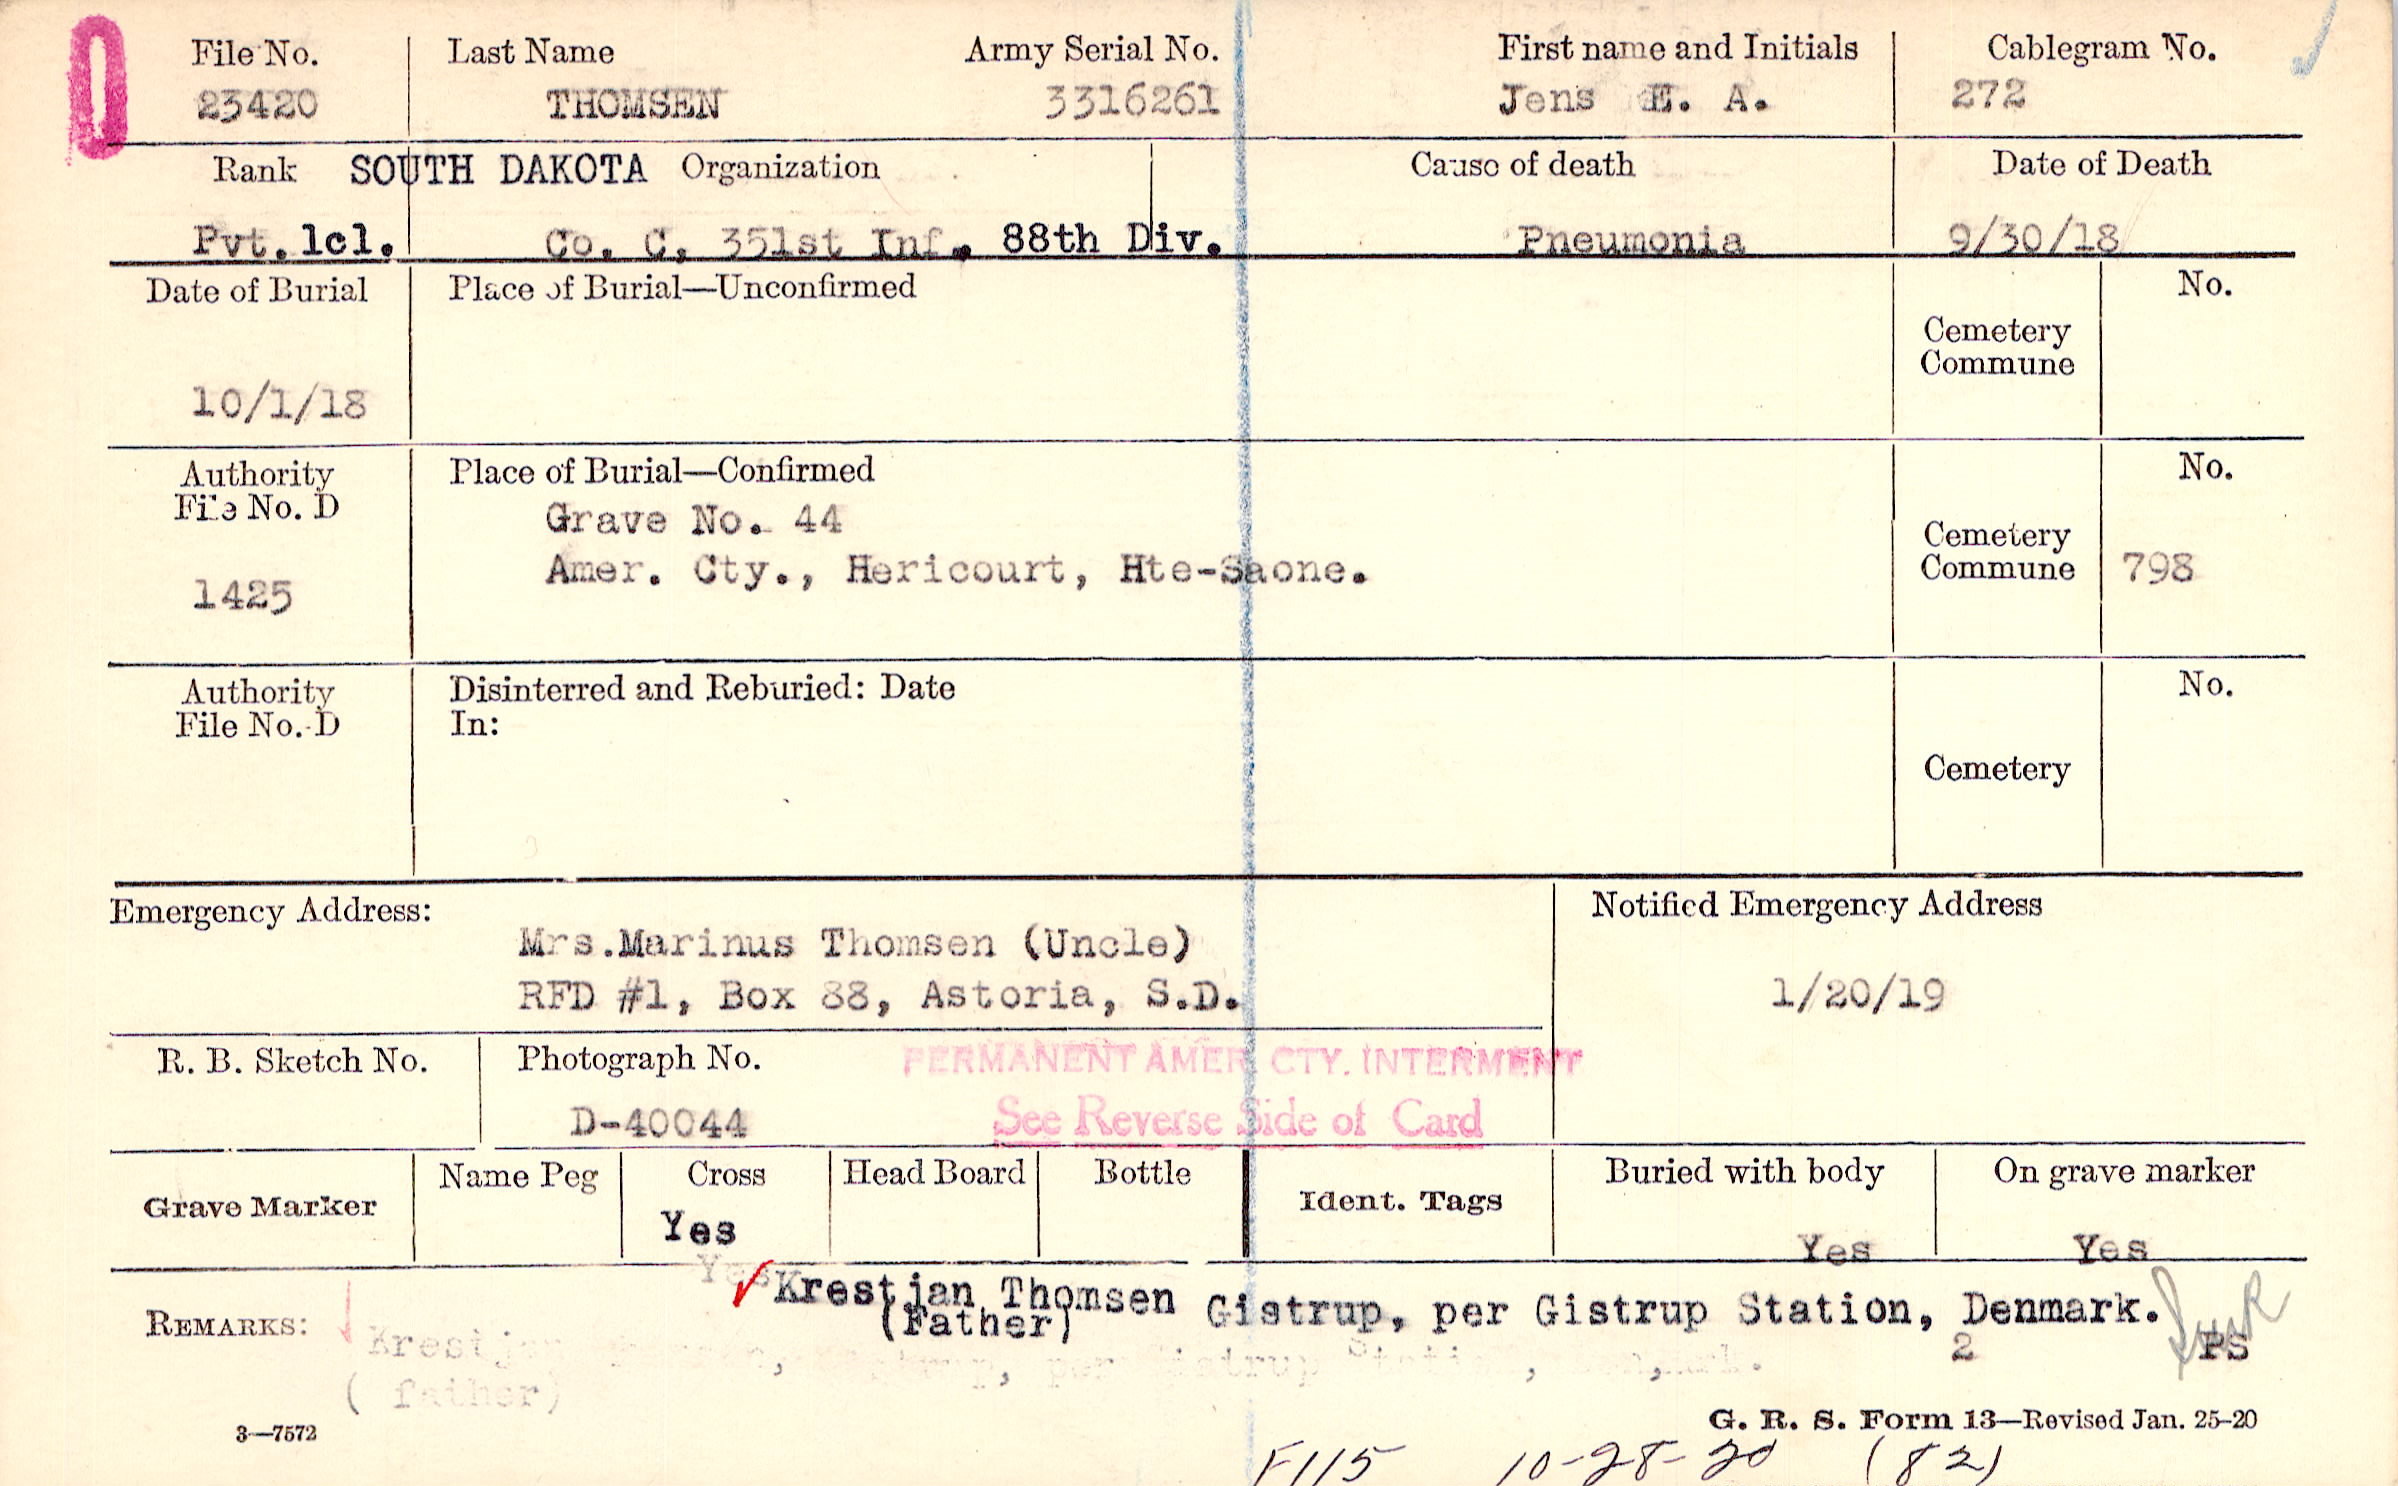 File No. Last Name Army Serial No. First name and Initials Cablegram No.
23420 THOMSEN 3316261 Jens E. A. 272
Rank SOUTH DAKOTA Organization Cause of death Date of Death
Pvt. 1cl. Co. C, 351st Inf. 88th Div. Pneumonia 9/30/18
Date of Burial Place of Burial—Unconfirmed No.
Cemetery
Commune
10/1/18
Authority Place of Burial—Confirmed No.
File No. D Grave No. 44
Cemetery
Amer. Cty., Hericourt, Hte-Saone. Commune 798
1425
Authority Disinterred and Reburied: Date No.
File No. D In:
Cemetery
Emergency Address: Notified Emergency Address
Mrs.Marinus Thomsen (Uncle)
RFD #1, Box 88, Astoria, S.D. 1/20/19
R. B. Sketch No. Photograph No. PERMANENT AMER. CTY. INTERMENT
D-40044 See Reverse Side of Card
Grave Marker Name Peg Cross Head Board Bottle Ident. Tags Buried with body On grave marker
Yes Yes Yes
Yes
Krestjan Thomsen Gistrup, per Gistrup Station, Denmark.
(Father)
REMARKS: 2 PS
Krestjan
( father)
3—7572 G. R. S. Form 13—Revised Jan. 25-20
F115 10-28-20 (82)